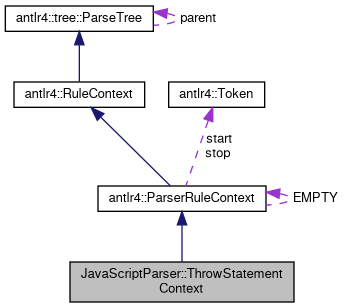 antlr4::tree::ParseTree
parent
antlr4::RuleContext
antlr4::Token
start
stop
antlr4::ParserRuleContext
EMPTY
JavaScriptParser::ThrowStatement
Context